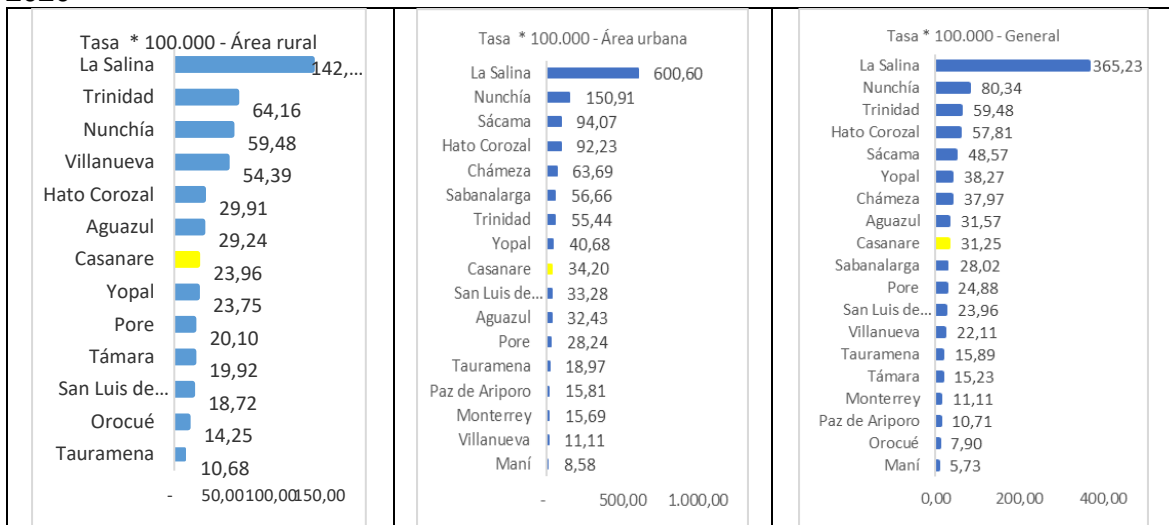 2020
Tasa * 100.000 - Área rural
La Salina 142,...
Trinidad 64,16
Nunchía 59,48
Villanueva 54,39
Hato Corozal 29,91
Aguazul 29,24
Casanare 23,96
Yopal 23,75
Pore 20,10
Támara 19,92
San Luis de... 18,72
Orocué 14,25
Tauramena 10,68
- 50,00 100,00 150,00
Tasa * 100.000 - Área urbana
La Salina 600,60
Nunchía 150,91
Sácama 94,07
Hato Corozal 92,23
Chámeza 63,69
Sabanalarga 56,66
Trinidad 55,44
Yopal 40,68
Casanare 34,20
San Luis de... 33,28
Aguazul 32,43
Pore 28,24
Tauramena 18,97
Paz de Ariporo 15,81
Monterrey 15,69
Villanueva 11,11
Maní 8,58
- 500,00 1.000,00
Tasa * 100.000 - General
La Salina 365,23
Nunchía 80,34
Trinidad 59,48
Hato Corozal 57,81
Sácama 48,57
Yopal 38,27
Chámeza 37,97
Aguazul 31,57
Casanare 31,25
Sabanalarga 28,02
Pore 24,88
San Luis de... 23,96
Villanueva 22,11
Tauramena 15,89
Támara 15,23
Monterrey 11,11
Paz de Ariporo 10,71
Orocué 7,90
Maní 5,73
0,00 200,00 400,00